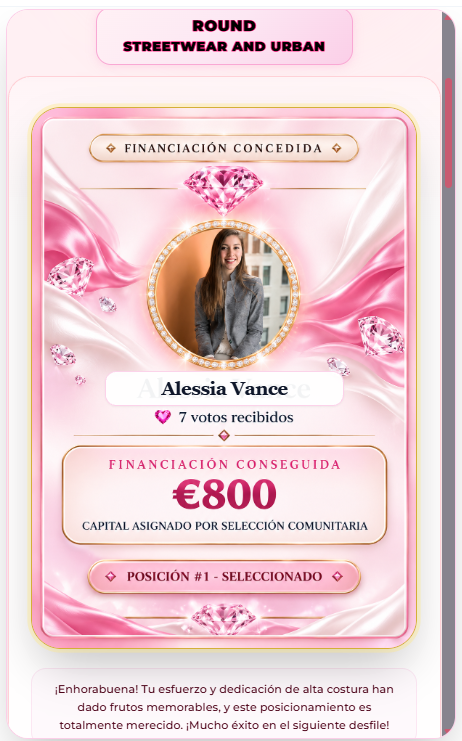 ROUND
STREETWEAR AND URBAN
FINANCIACIÓN CONCEDIDA
Alessia Vance
7 votos recibidos
FINANCIACIÓN CONSEGUIDA
€800
CAPITAL ASIGNADO POR SELECCIÓN COMUNITARIA
POSICIÓN #1 - SELECCIONADO
¡Enhorabuena! Tu esfuerzo y dedicación de alta costura han
dado frutos memorables, y este posicionamiento es
totalmente merecido. ¡Mucho éxito en el siguiente desfile!